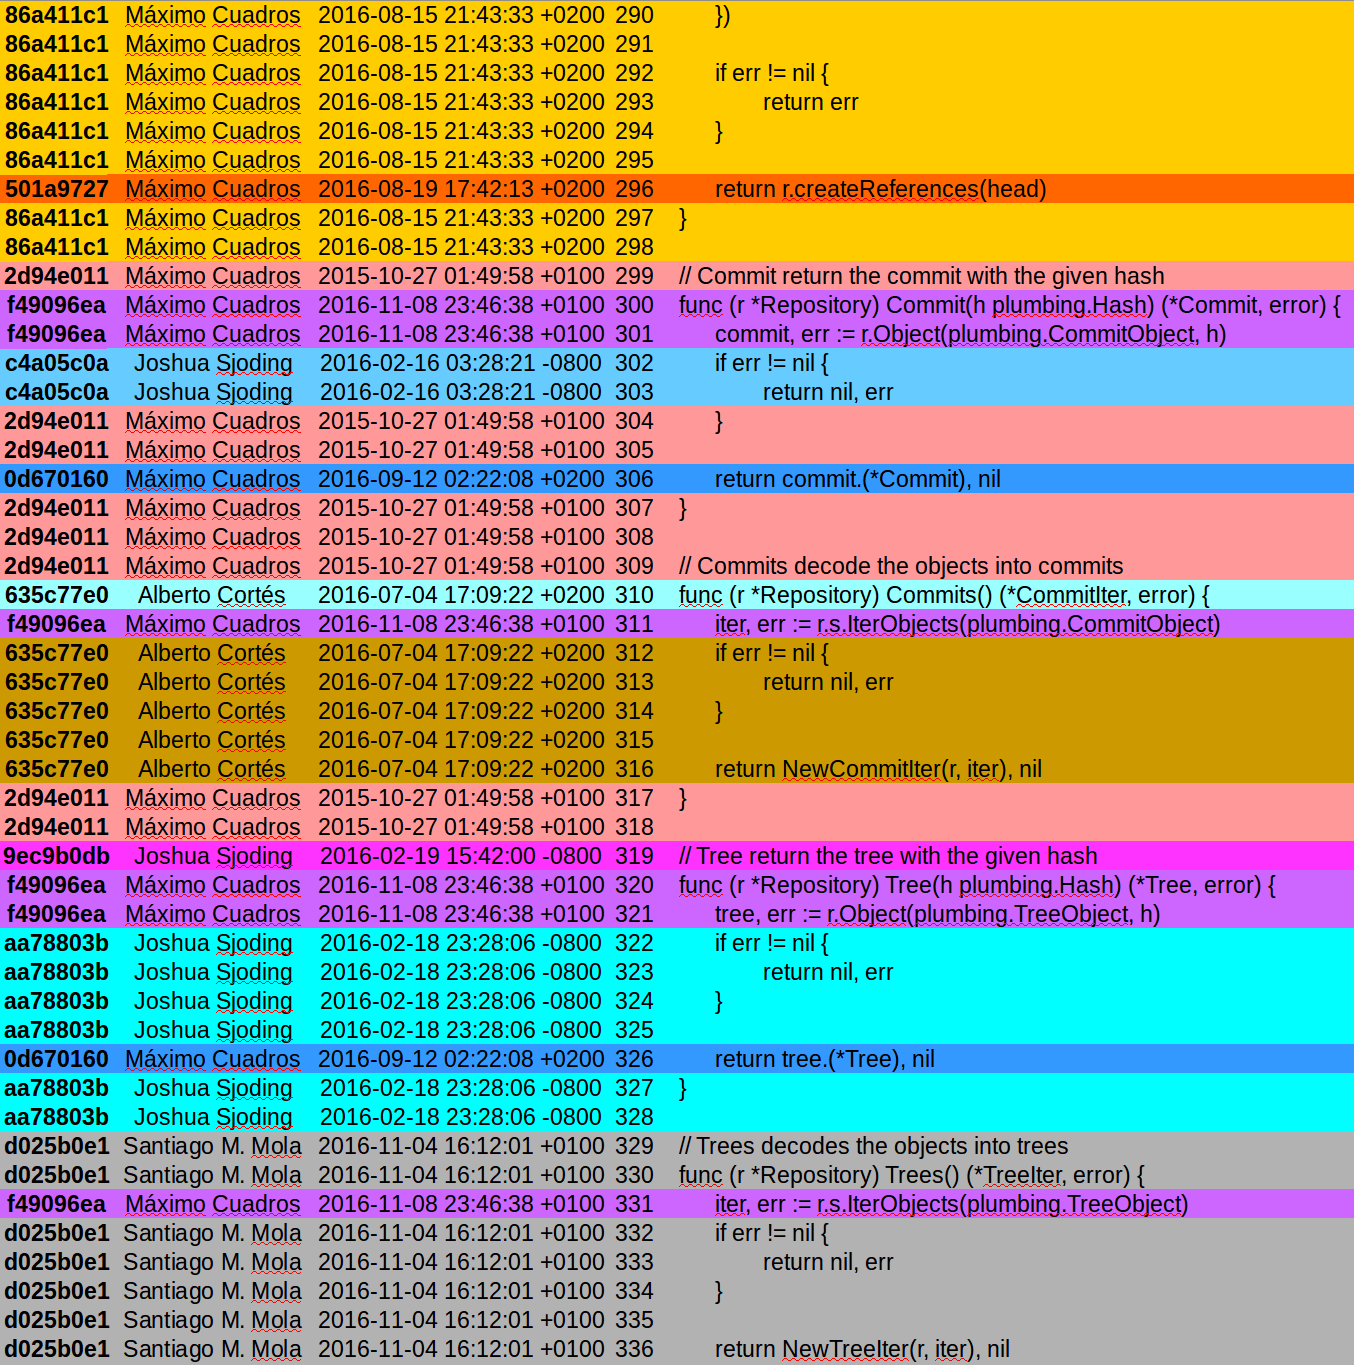 86a411c1 Máximo Cuadros 2016-08-15 21:43:33 +0200 290 })
86a411c1 Máximo Cuadros 2016-08-15 21:43:33 +0200 291
86a411c1 Máximo Cuadros 2016-08-15 21:43:33 +0200 292 if err != nil {
86a411c1 Máximo Cuadros 2016-08-15 21:43:33 +0200 293 return err
86a411c1 Máximo Cuadros 2016-08-15 21:43:33 +0200 294 }
86a411c1 Máximo Cuadros 2016-08-15 21:43:33 +0200 295
501a9727 Máximo Cuadros 2016-08-19 17:42:13 +0200 296 return r.createReferences(head)
86a411c1 Máximo Cuadros 2016-08-15 21:43:33 +0200 297 }
86a411c1 Máximo Cuadros 2016-08-15 21:43:33 +0200 298
2d94e011 Máximo Cuadros 2015-10-27 01:49:58 +0100 299 // Commit return the commit with the given hash
f49096ea Máximo Cuadros 2016-11-08 23:46:38 +0100 300 func (r *Repository) Commit(h plumbing.Hash) (*Commit, error) {
f49096ea Máximo Cuadros 2016-11-08 23:46:38 +0100 301 commit, err := r.Object(plumbing.CommitObject, h)
c4a05c0a Joshua Sjoding 2016-02-16 03:28:21 -0800 302 if err != nil {
c4a05c0a Joshua Sjoding 2016-02-16 03:28:21 -0800 303 return nil, err
2d94e011 Máximo Cuadros 2015-10-27 01:49:58 +0100 304 }
2d94e011 Máximo Cuadros 2015-10-27 01:49:58 +0100 305
0d670160 Máximo Cuadros 2016-09-12 02:22:08 +0200 306 return commit.(*Commit), nil
2d94e011 Máximo Cuadros 2015-10-27 01:49:58 +0100 307 }
2d94e011 Máximo Cuadros 2015-10-27 01:49:58 +0100 308
2d94e011 Máximo Cuadros 2015-10-27 01:49:58 +0100 309 // Commits decode the objects into commits
635c77e0 Alberto Cortés 2016-07-04 17:09:22 +0200 310 func (r *Repository) Commits() (*CommitIter, error) {
f49096ea Máximo Cuadros 2016-11-08 23:46:38 +0100 311 iter, err := r.s.IterObjects(plumbing.CommitObject)
635c77e0 Alberto Cortés 2016-07-04 17:09:22 +0200 312 if err != nil {
635c77e0 Alberto Cortés 2016-07-04 17:09:22 +0200 313 return nil, err
635c77e0 Alberto Cortés 2016-07-04 17:09:22 +0200 314 }
635c77e0 Alberto Cortés 2016-07-04 17:09:22 +0200 315
635c77e0 Alberto Cortés 2016-07-04 17:09:22 +0200 316 return NewCommitIter(r, iter), nil
2d94e011 Máximo Cuadros 2015-10-27 01:49:58 +0100 317 }
2d94e011 Máximo Cuadros 2015-10-27 01:49:58 +0100 318
9ec9b0db Joshua Sjoding 2016-02-19 15:42:00 -0800 319 // Tree return the tree with the given hash
f49096ea Máximo Cuadros 2016-11-08 23:46:38 +0100 320 func (r *Repository) Tree(h plumbing.Hash) (*Tree, error) {
f49096ea Máximo Cuadros 2016-11-08 23:46:38 +0100 321 tree, err := r.Object(plumbing.TreeObject, h)
aa78803b Joshua Sjoding 2016-02-18 23:28:06 -0800 322 if err != nil {
aa78803b Joshua Sjoding 2016-02-18 23:28:06 -0800 323 return nil, err
aa78803b Joshua Sjoding 2016-02-18 23:28:06 -0800 324 }
aa78803b Joshua Sjoding 2016-02-18 23:28:06 -0800 325
0d670160 Máximo Cuadros 2016-09-12 02:22:08 +0200 326 return tree.(*Tree), nil
aa78803b Joshua Sjoding 2016-02-18 23:28:06 -0800 327 }
aa78803b Joshua Sjoding 2016-02-18 23:28:06 -0800 328
d025b0e1 Santiago M. Mola 2016-11-04 16:12:01 +0100 329 // Trees decodes the objects into trees
d025b0e1 Santiago M. Mola 2016-11-04 16:12:01 +0100 330 func (r *Repository) Trees() (*TreeIter, error) {
f49096ea Máximo Cuadros 2016-11-08 23:46:38 +0100 331 iter, err := r.s.IterObjects(plumbing.TreeObject)
d025b0e1 Santiago M. Mola 2016-11-04 16:12:01 +0100 332 if err != nil {
d025b0e1 Santiago M. Mola 2016-11-04 16:12:01 +0100 333 return nil, err
d025b0e1 Santiago M. Mola 2016-11-04 16:12:01 +0100 334 }
d025b0e1 Santiago M. Mola 2016-11-04 16:12:01 +0100 335
d025b0e1 Santiago M. Mola 2016-11-04 16:12:01 +0100 336 return NewTreeIter(r, iter), nil